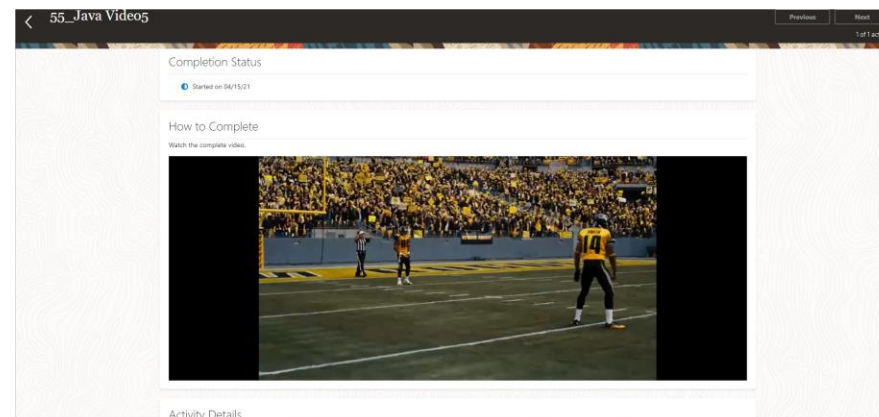 55_Java Video5
Previous
Next
1 of 1 act
Completion Status
Started on 04/15/21
How to Complete
Watch the complete video.
14
Activity Details